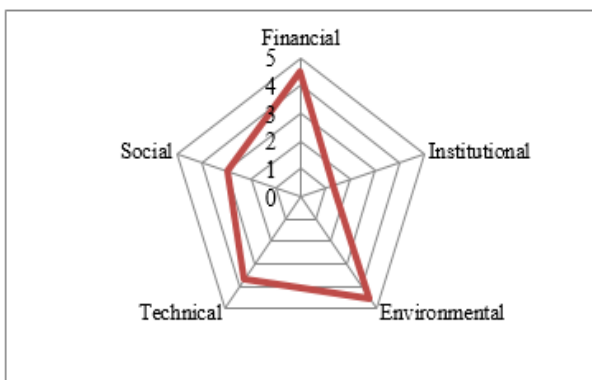 Financial
5
4
3
2
1
0
Social
Institutional
Technical
Environmental